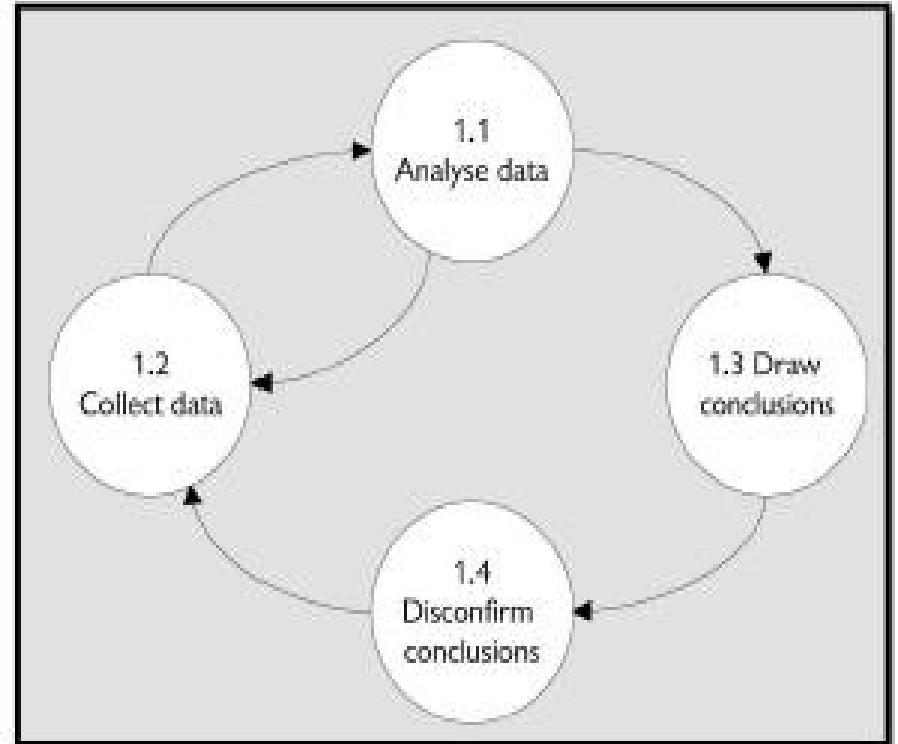 1.1
Analyse data
1.2
Collect data
1.3 Draw
conclusions
1.4
Disconfirm
conclusions